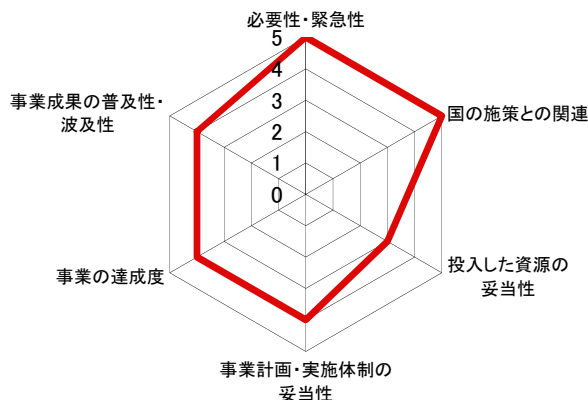 必要性・緊急性
5
4
3
2
1
0
国の施策との関連
投入した資源の
妥当性
事業計画・実施体制の
妥当性
事業の達成度
事業成果の普及性・
波及性